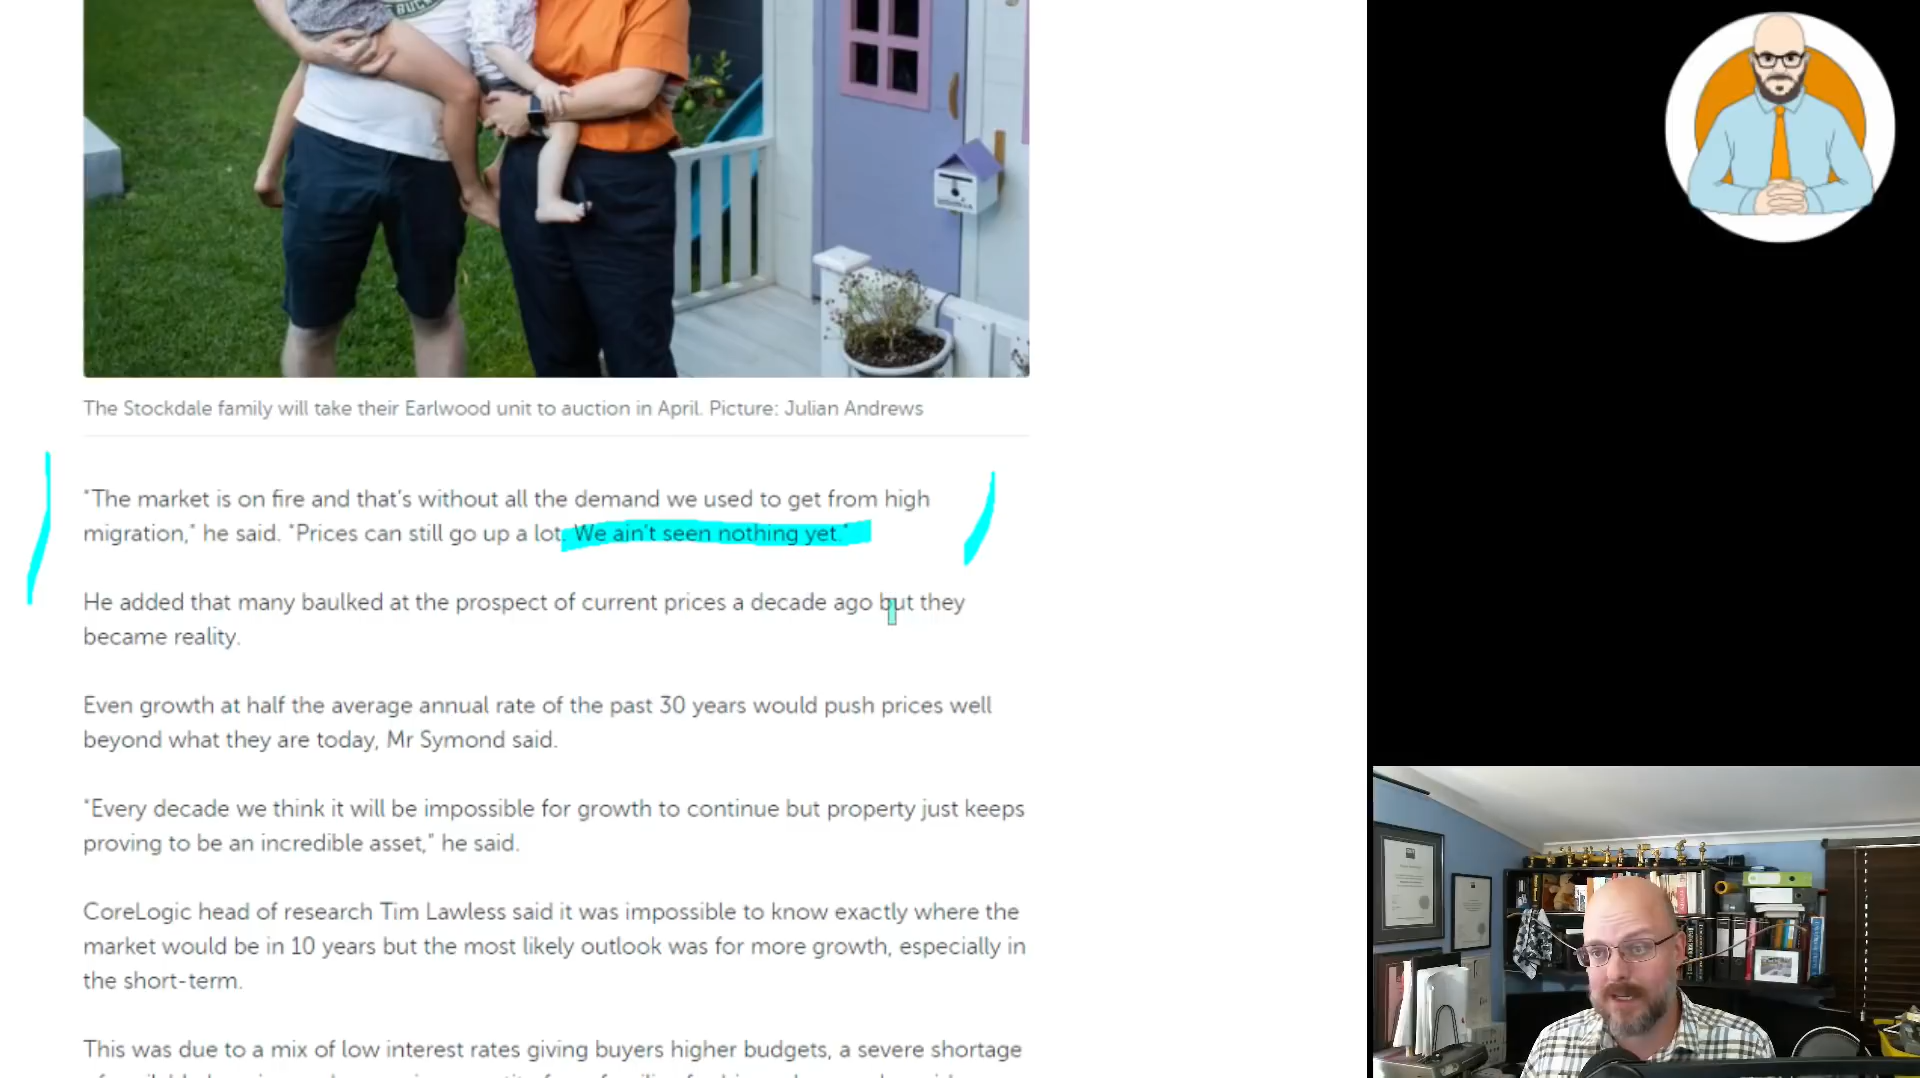 BUCK
The Stockdale family will take their Earlwood unit to auction in April. Picture: Julian Andrews
"The market is on fire and that's without all the demand we used to get from high
migration," he said. "Prices can still go up a lot. We ain't seen nothing yet."
He added that many baulked at the prospect of current prices a decade ago but they
became reality.
Even growth at half the average annual rate of the past 30 years would push prices well
beyond what they are today, Mr Symond said.
"Every decade we think it will be impossible for growth to continue but property just keeps
proving to be an incredible asset," he said.
CoreLogic head of research Tim Lawless said it was impossible to know exactly where the
market would be in 10 years but the most likely outlook was for more growth, especially in
the short-term.
This was due to a mix of low interest rates giving buyers higher budgets, a severe shortage